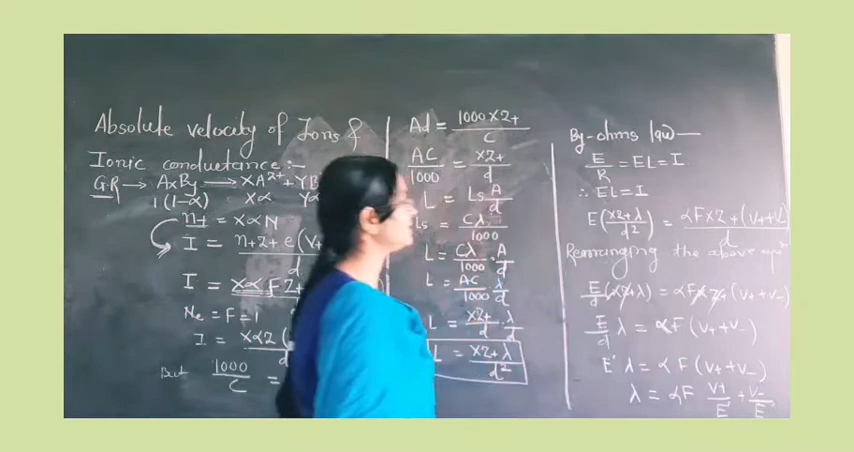 Absolute velocity of Ions &
Ionic conductance:-
G.R → AxBy → XA²⁺ + YB
1(1-α) Xα Yα
n₊ = XαN
I = n₊Z₊e(V₊
d
I = XαFZ₊
Ne = F = 1
I = XαZ(
d
But 1000/C =
Ad = 1000×Z₊/C
AC/1000 = XZ₊/d
L = Ls A/d
Ls = Cλ/1000
L = Cλ/1000 · A/d
L = AC/1000 λ/d
L = XZ₊/d λ/d
L = XZ₊λ/d²
By-ohms law—
E/R = EL = I
∴ EL = I
E(XZ₊λ/d²) = αFXZ₊(V₊+V₋)/d
Rearranging the above eqⁿ
λ) = αFXZ₊(V₊+V₋)
E/d λ = αF(V₊+V₋)
E' λ = αF(V₊+V₋)
λ = αF V₊/E' + V₋/E'